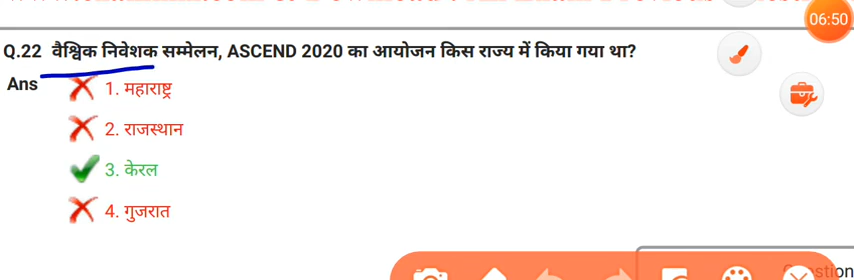 06:50
Q.22 वैश्विक निवेशक सम्मेलन, ASCEND 2020 का आयोजन किस राज्य में किया गया था?
Ans 1. महाराष्ट्र
2. राजस्थान
3. केरल
4. गुजरात